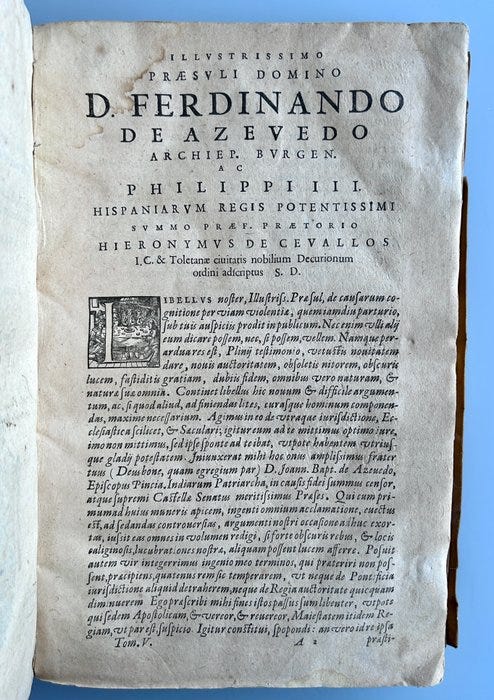 ILLVSTRISSIMO
PRÆSVLI DOMINO
D. FERDINANDO
DE AZEVEDO
ARCHIEP. BVRGEN.
AC
PHILIPPI III.
HISPANIARVM REGIS POTENTISSIMI
SVMMO PRÆF. PRÆTORIO
HIERONYMVS DE CEVALLOS
I.C. & Toletanæ ciuitatis nobilium Decurionum
ordini adscriptus S. D.
LIBELLVS noster, Illustriss. Præsul, de causarum co-
gnitione per viam violentiæ, quem iamdiu parturio,
sub tuis auspiciis prodit in publicum. Nec enim vlli alij
eum dicare possem, nec, si possem, vellem. Namque per-
ardua res est, Plinij testimonio, vetustis nouitatem
dare, nouis auctoritatem, obsoletis nitorem, obscuris
lucem, fastiditis gratiam, dubiis fidem, omnibus vero naturam, &
naturæ suæ omnia. Continet libellus hic nouum & difficile argumen-
tum, ac, si quod aliud, ad finiendas lites, curasque hominum componen-
das, maxime necessarium. Agimus in eo de vtraque iurisdictione, Ec-
clesiastica scilicet, & Sæculari; igitur eum ad te mittimus optimo iure,
imo non mittimus, sed ipse sponte ad te ibat, vtpote habentem vtrius-
que gladij potestatem. Iniunxerat mihi hoc onus amplissimus frater
tuus (Deus bone, quam egregium par) D. Joann. Bapt. de Azeuedo,
Episcopus Pincia. Indiarum Patriarcha, in causis fidei summus censor,
atque supremi Castellæ Senatus meritissimus Præses. Qui cum pri-
mum ad huius muneris apicem, ingenti omnium acclamatione, euectus
est, ad sedandas controuersias, argumenti nostri occasione adhuc exor-
tas, iussit eas omnes in volumen redigi, si forte obscuris rebus, & locis
caliginosis, lucubrationes nostræ, aliquam possent lucem afferre. Posuit
autem vir integerrimus ingenio meo terminos, qui præteriri non pos-
sent, præcipiens, quatenus rem sic temperarem, vt neque de Pontificia
iurisdictione aliquid detraherem, neque de Regia auctoritate quicquam
diminuerem. Ego præscribi mihi fines istos passus sum libenter, vtpote
qui sedem Apostolicam, & vereor, & reuereor, Maiestatem itidem Re-
giam, vt par est, suspicio. Igitur constitui, spopondi: an vero id re ipsa
Tom. V. A 2 præsti-